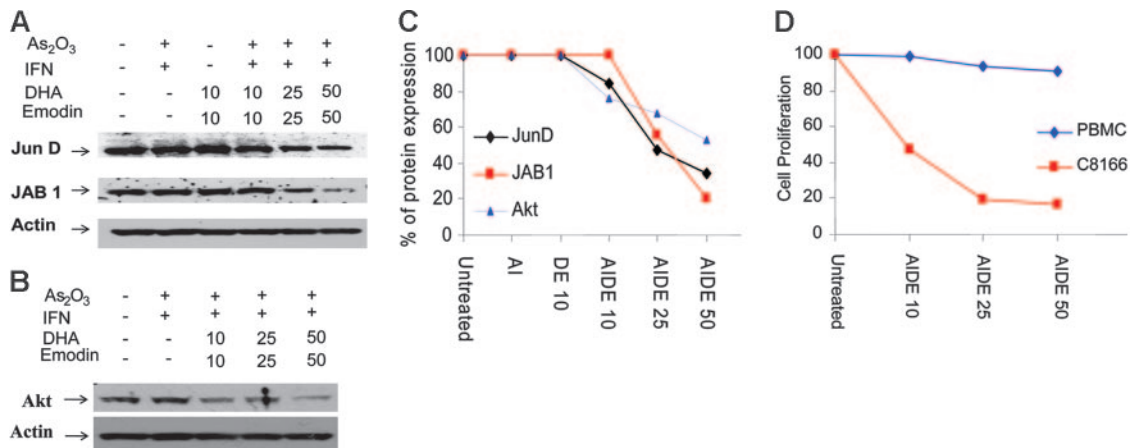 A
As₂O₃ - + - + + +
IFN - + - + + +
DHA - - 10 10 25 50
Emodin - - 10 10 25 50
Jun D →
JAB 1 →
Actin →
B
As₂O₃ - + + + +
IFN - + + + +
DHA - - 10 25 50
Emodin - - 10 25 50
Akt →
Actin →
C
% of protein expression
100
80
60
40
20
0
JunD
JAB1
Akt
Untreated
AI
DE 10
AIDE 10
AIDE 25
AIDE 50
D
Cell Proliferation
100
80
60
40
20
0
PBMC
C8166
Untreated
AIDE 10
AIDE 25
AIDE 50